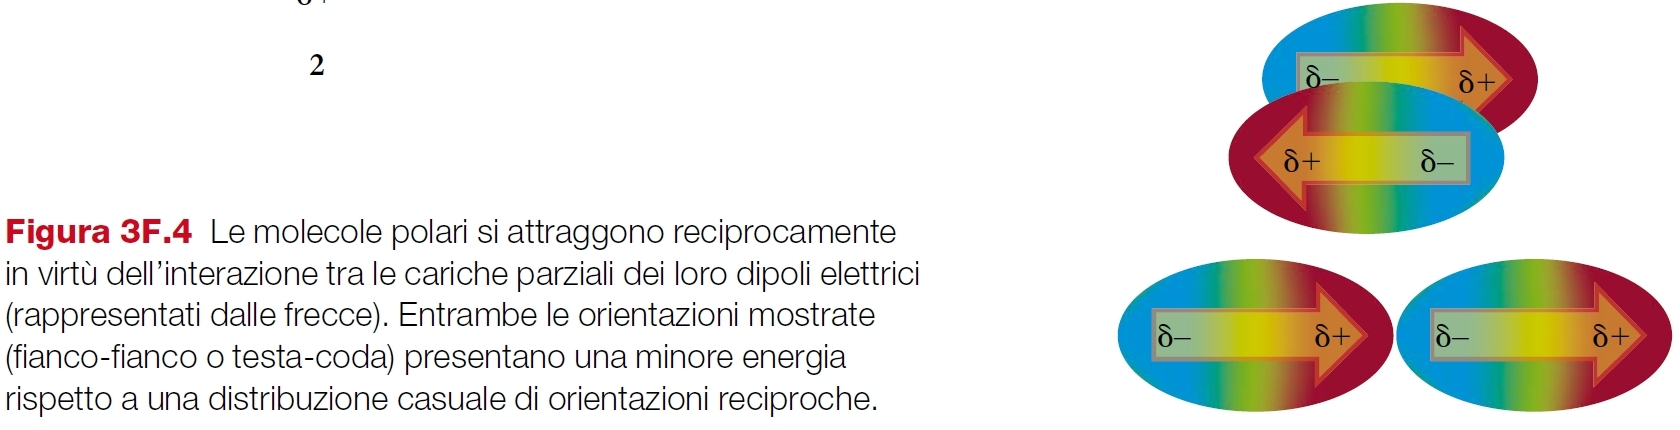 2
δ– δ+
δ+ δ–
δ– δ+ δ– δ+
Figura 3F.4 Le molecole polari si attraggono reciprocamente
in virtù dell’interazione tra le cariche parziali dei loro dipoli elettrici
(rappresentati dalle frecce). Entrambe le orientazioni mostrate
(fianco-fianco o testa-coda) presentano una minore energia
rispetto a una distribuzione casuale di orientazioni reciproche.